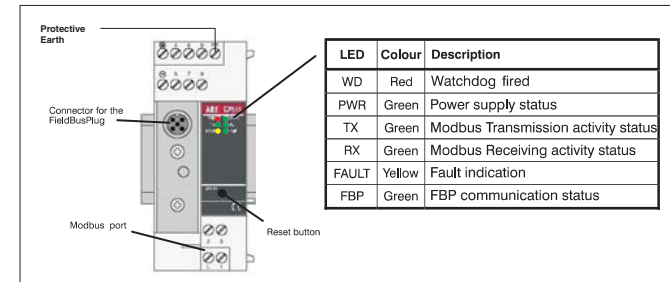 Protective
Earth
Connector for the
FieldBusPlug
Modbus port
Reset button
ABB
LED Colour Description
WD Red Watchdog fired
PWR Green Power supply status
TX Green Modbus Transmission activity status
RX Green Modbus Receiving activity status
FAULT Yellow Fault indication
FBP Green FBP communication status